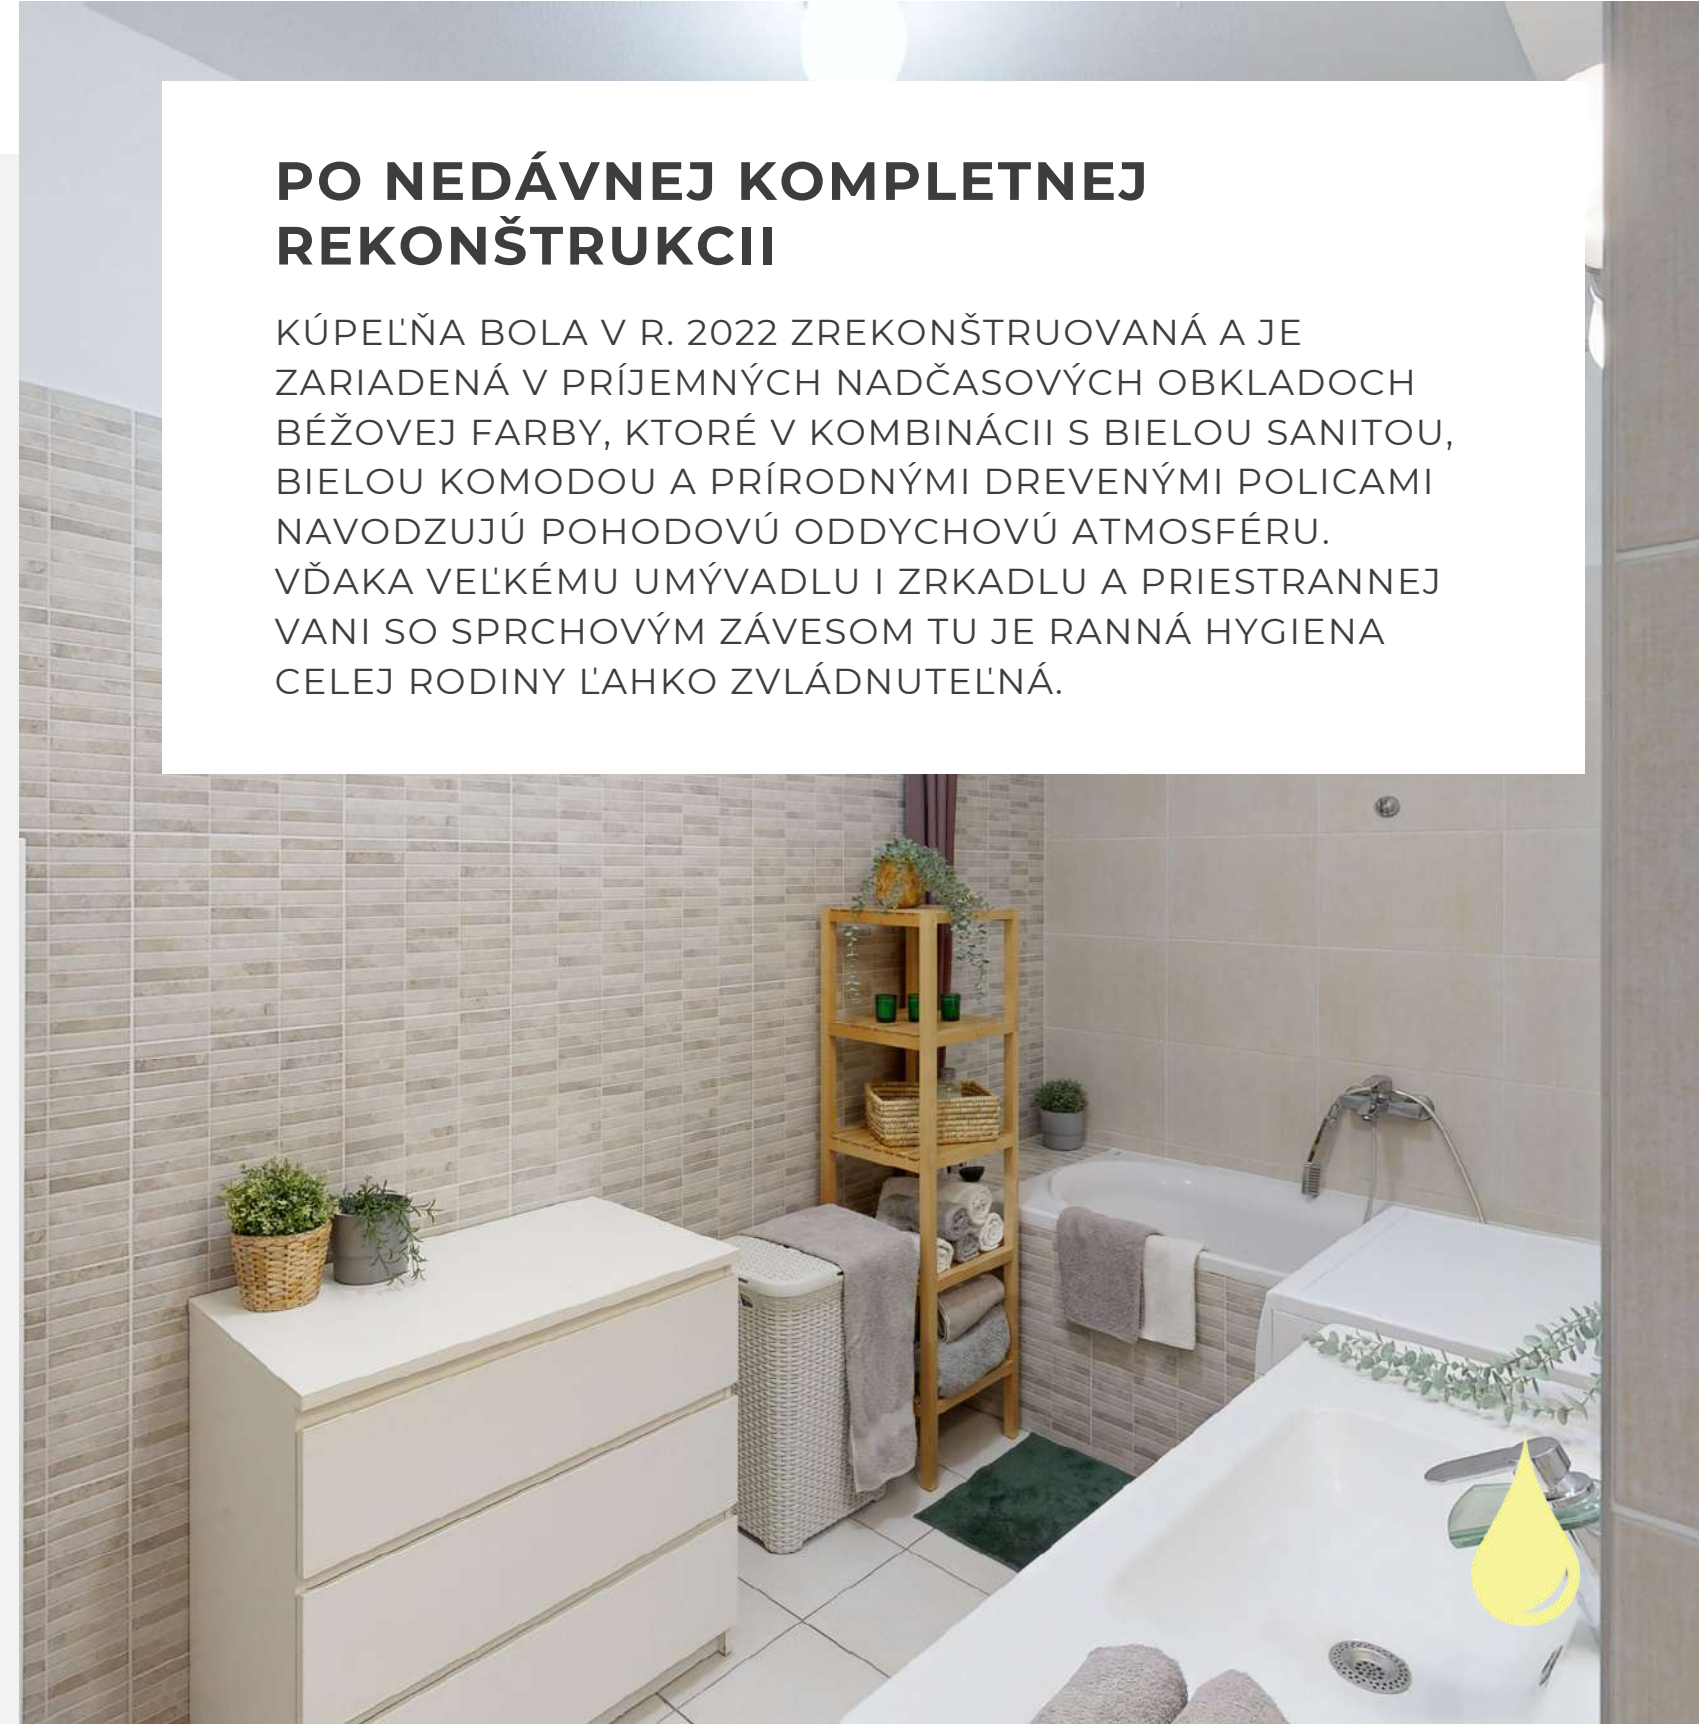 PO NEDÁVNEJ KOMPLETNEJ
REKONŠTRUKCII
KÚPEĽŇA BOLA V R. 2022 ZREKONŠTRUOVANÁ A JE
ZARIADENÁ V PRÍJEMNÝCH NADČASOVÝCH OBKLADOCH
BÉŽOVEJ FARBY, KTORÉ V KOMBINÁCII S BIELOU SANITOU,
BIELOU KOMODOU A PRÍRODNÝMI DREVENÝMI POLICAMI
NAVODZUJÚ POHODOVÚ ODDYCHOVÚ ATMOSFÉRU.
VĎAKA VEĽKÉMU UMÝVADLU I ZRKADLU A PRIESTRANNEJ
VANI SO SPRCHOVÝM ZÁVESOM TU JE RANNÁ HYGIENA
CELEJ RODINY ĽAHKO ZVLÁDNUTEĽNÁ.